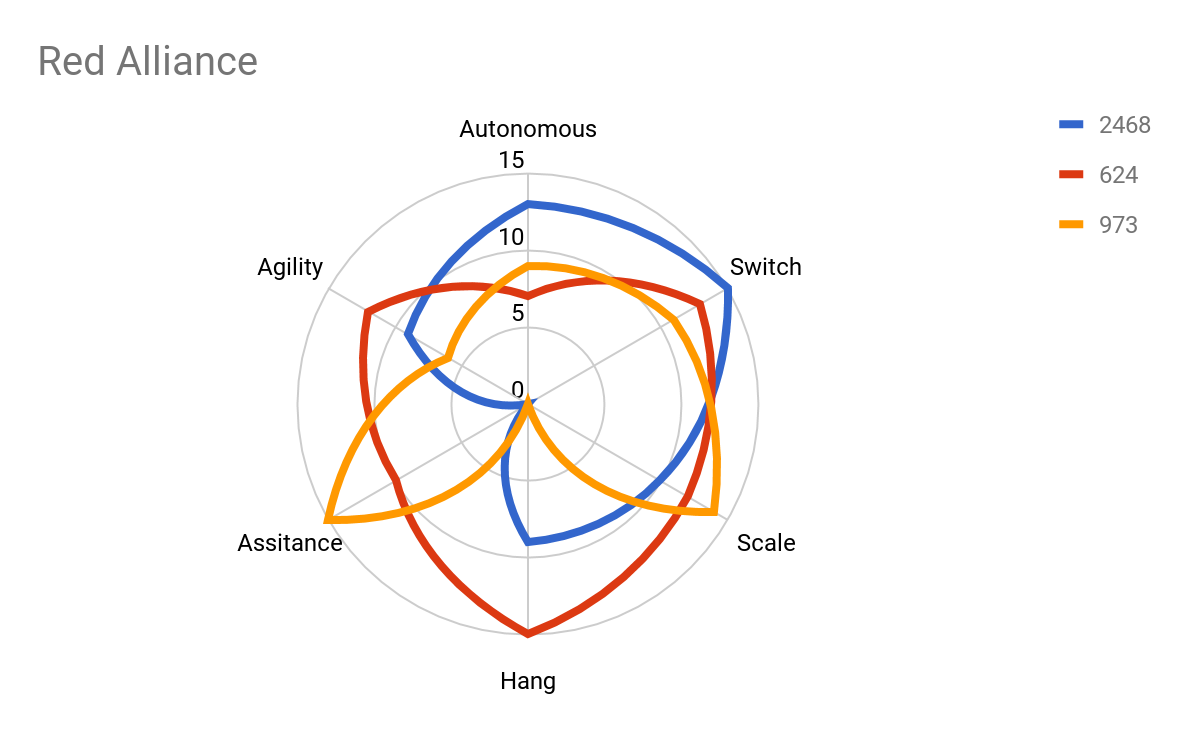 Red Alliance
2468
624
973
Autonomous
15
10
5
0
Switch
Agility
Scale
Assitance
Hang